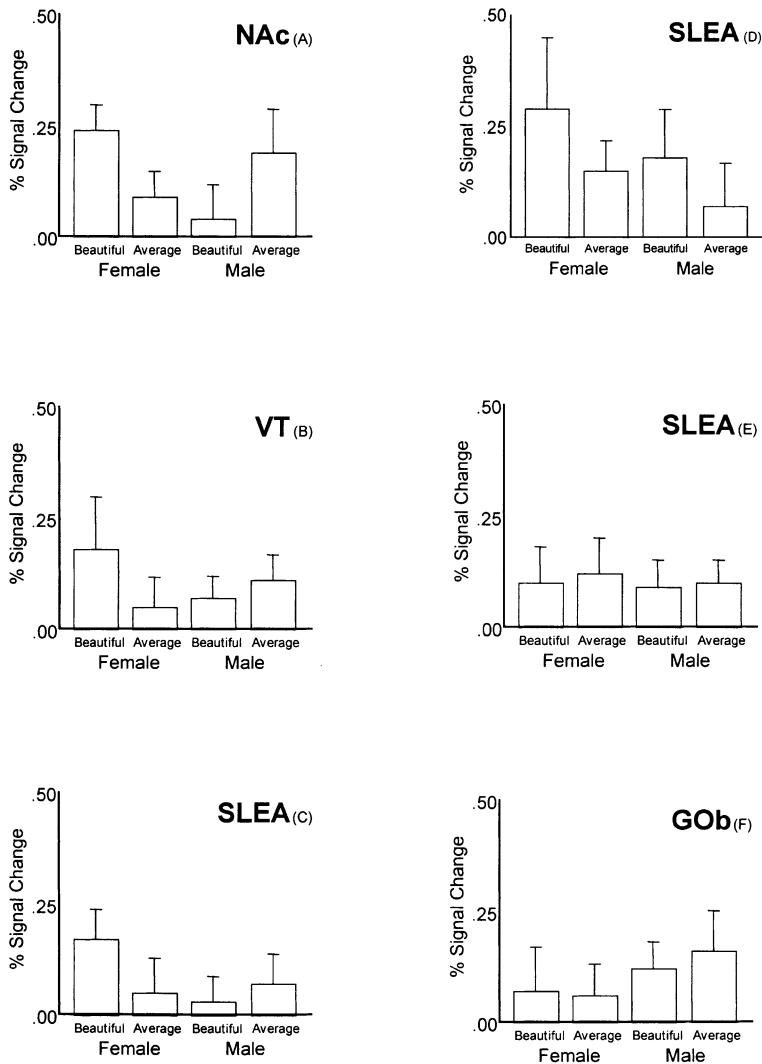 NAc (A)
% Signal Change
.50
.25
.00
Beautiful Average Beautiful Average
Female Male
SLEA (D)
% Signal Change
.50
.25
.00
Beautiful Average Beautiful Average
Female Male
VT (B)
% Signal Change
.50
.25
.00
Beautiful Average Beautiful Average
Female Male
SLEA (E)
% Signal Change
.50
.25
.00
Beautiful Average Beautiful Average
Female Male
SLEA (C)
% Signal Change
.50
.25
.00
Beautiful Average Beautiful Average
Female Male
GOb (F)
% Signal Change
.50
.25
.00
Beautiful Average Beautiful Average
Female Male